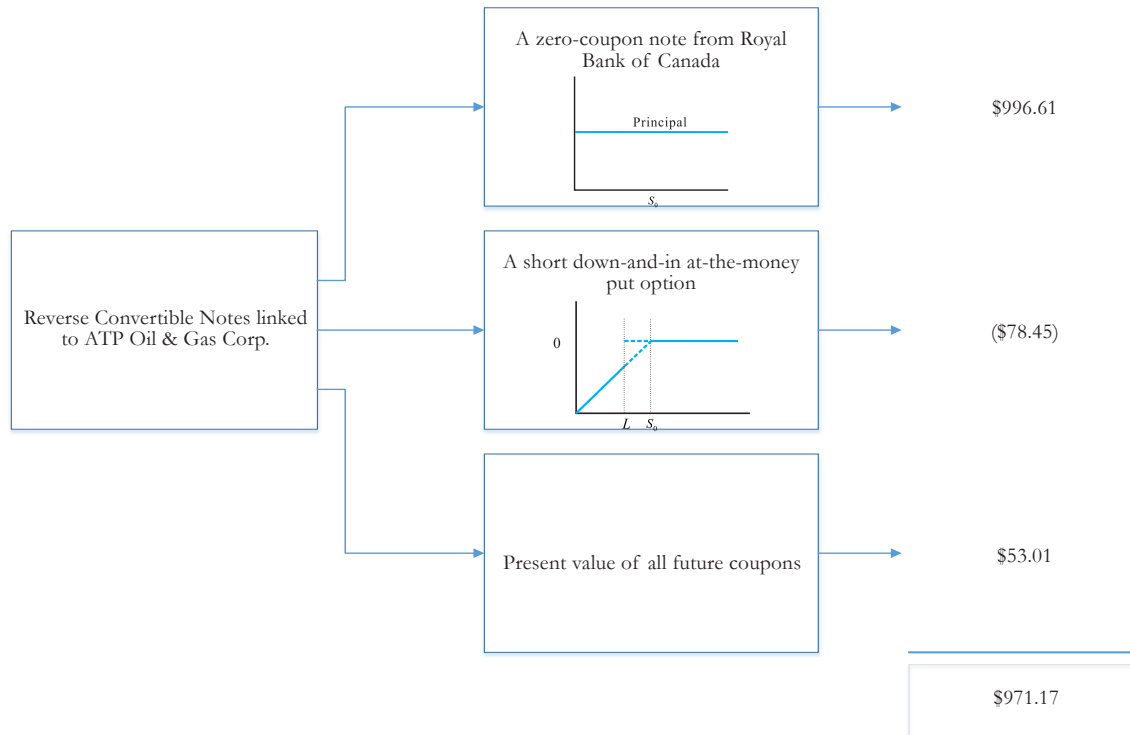 A zero-coupon note from Royal
Bank of Canada
Principal
S₀
$996.61
Reverse Convertible Notes linked
to ATP Oil & Gas Corp.
A short down-and-in at-the-money
put option
0
L S₀
($78.45)
Present value of all future coupons
$53.01
$971.17